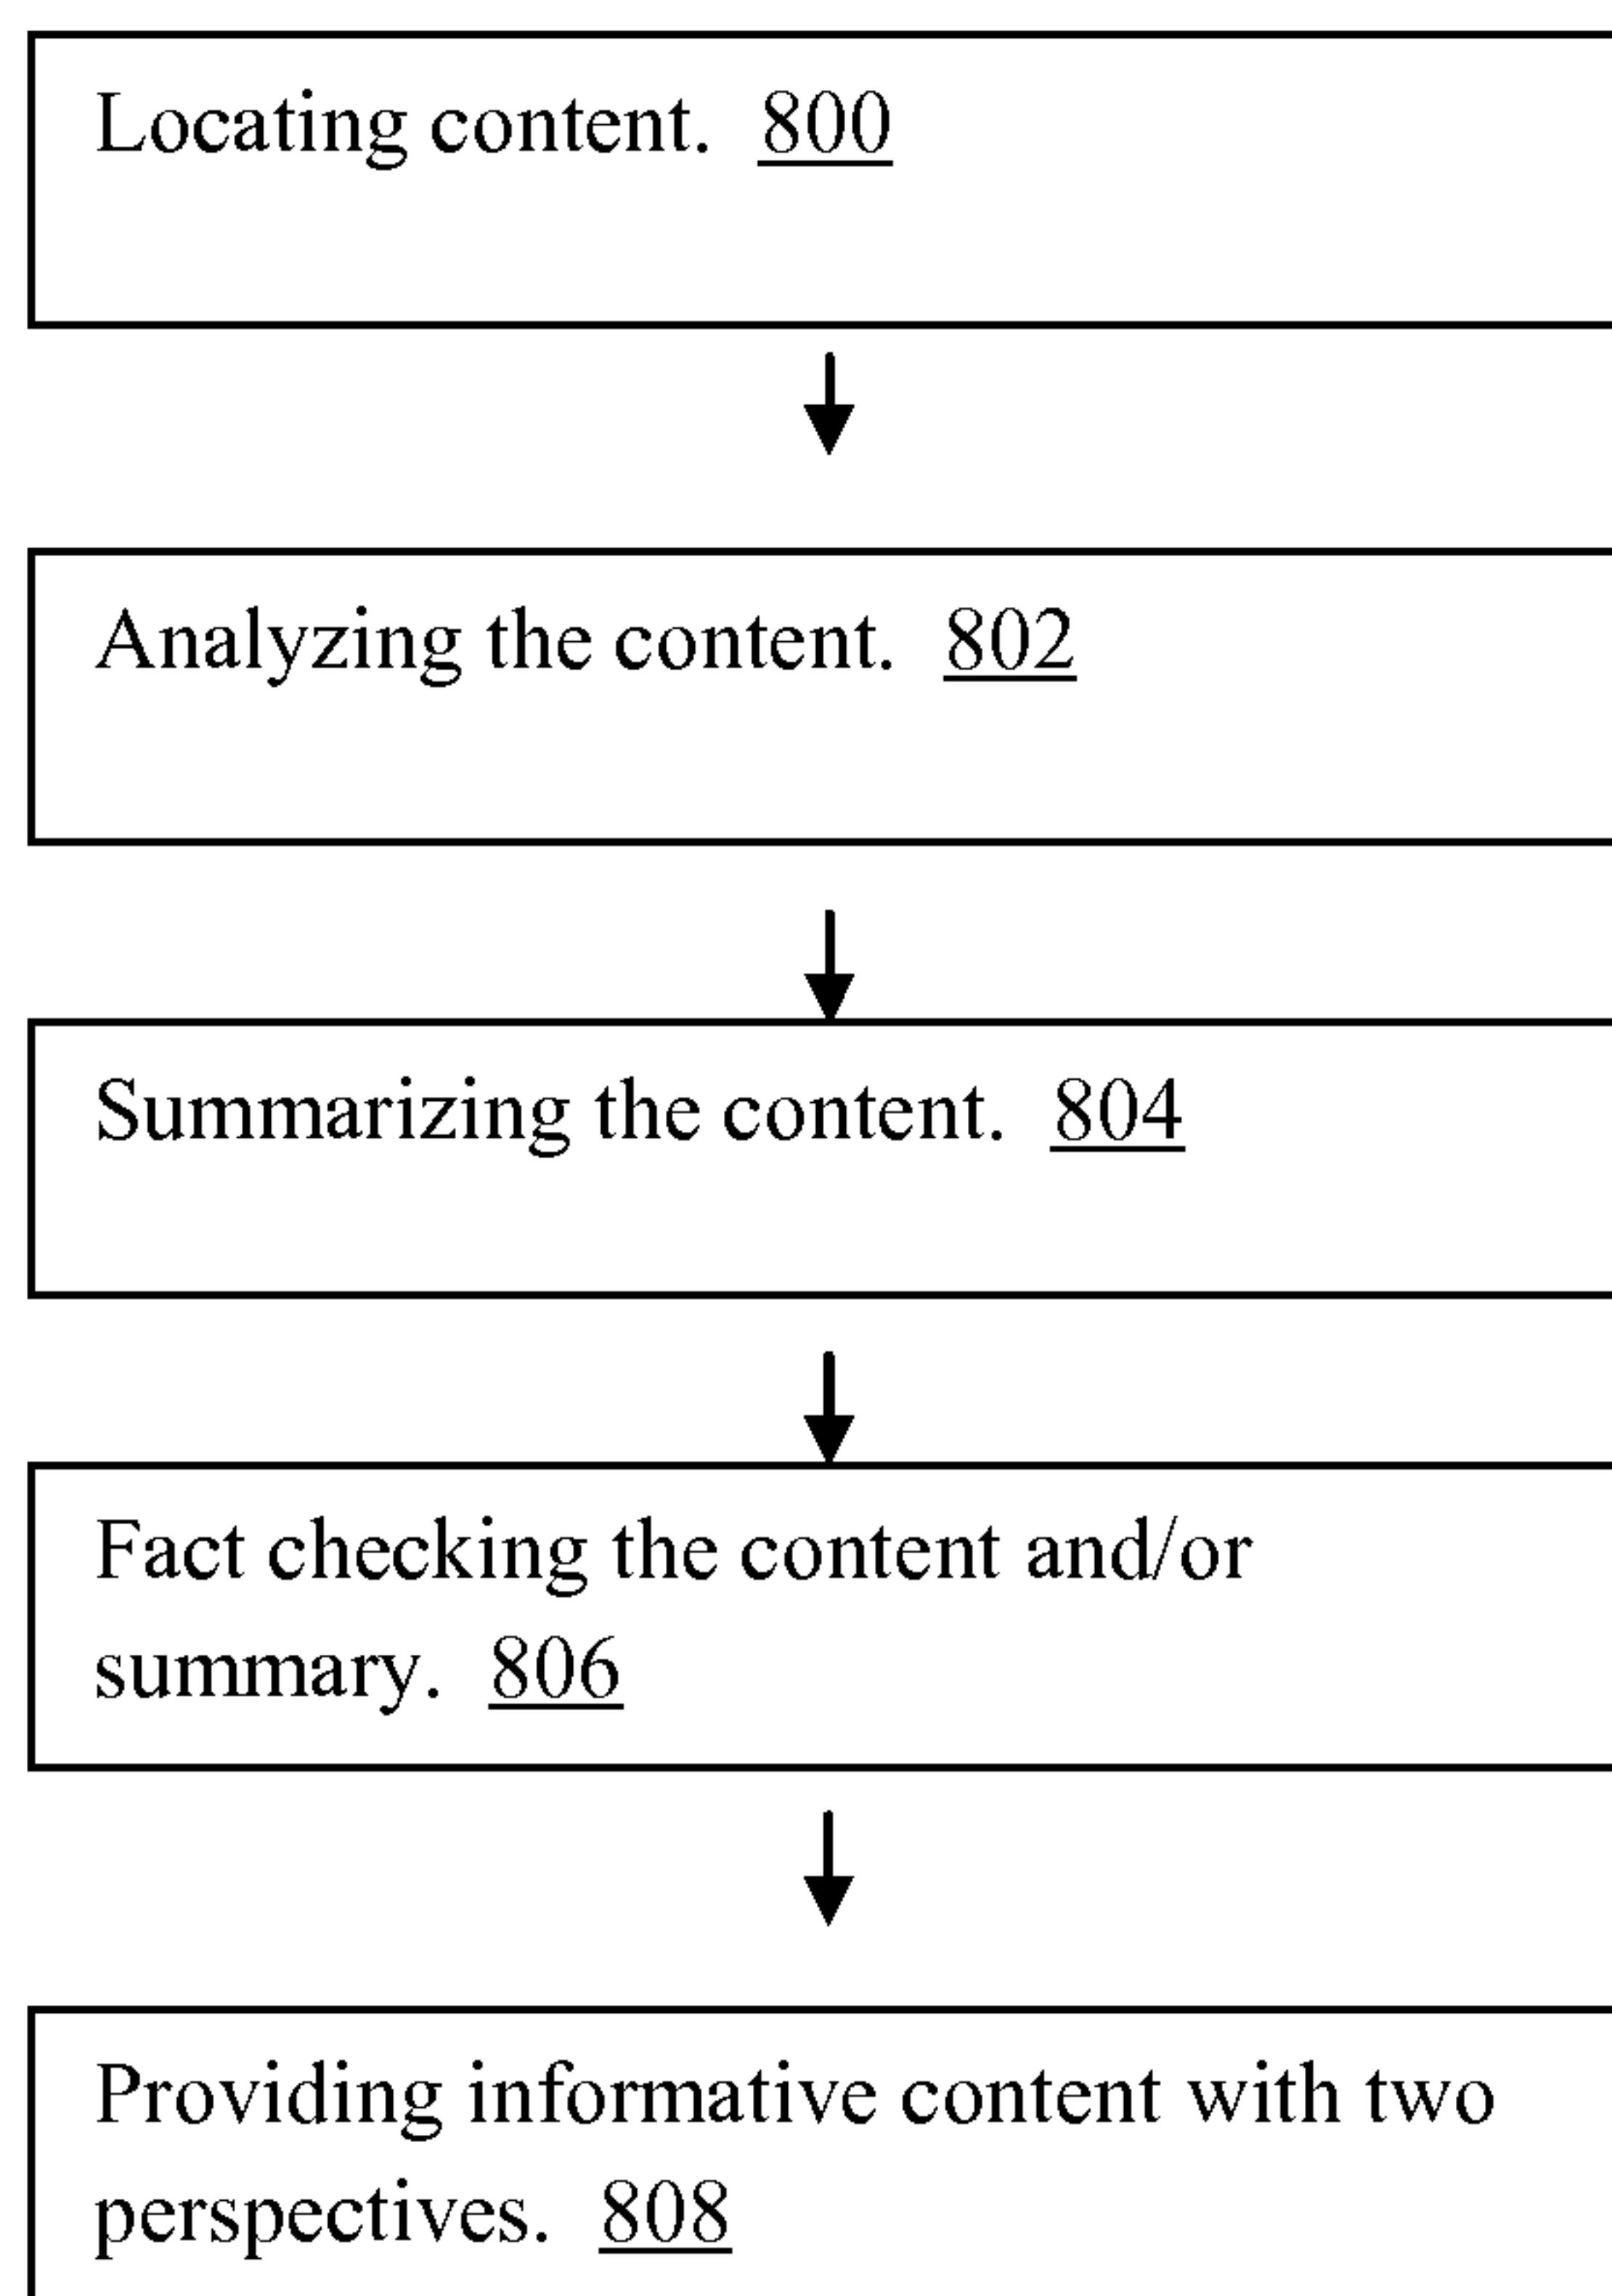 Locating content. 800
Analyzing the content. 802
Summarizing the content. 804
Fact checking the content and/or
summary. 806
Providing informative content with two
perspectives. 808